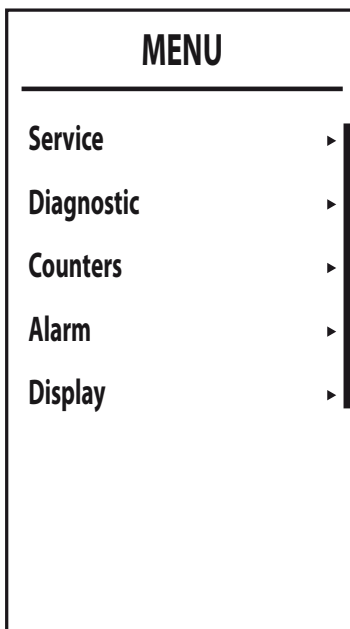 MENU
Service
Diagnostic
Counters
Alarm
Display